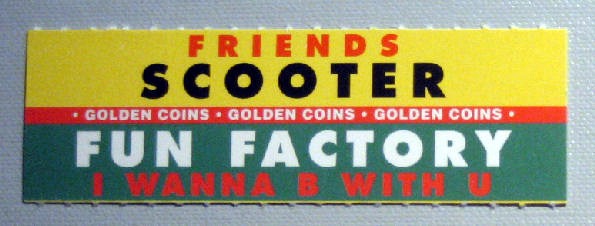 FRIENDS
SCOOTER
· GOLDEN COINS · GOLDEN COINS · GOLDEN COINS ·
FUN FACTORY
I WANNA B WITH U